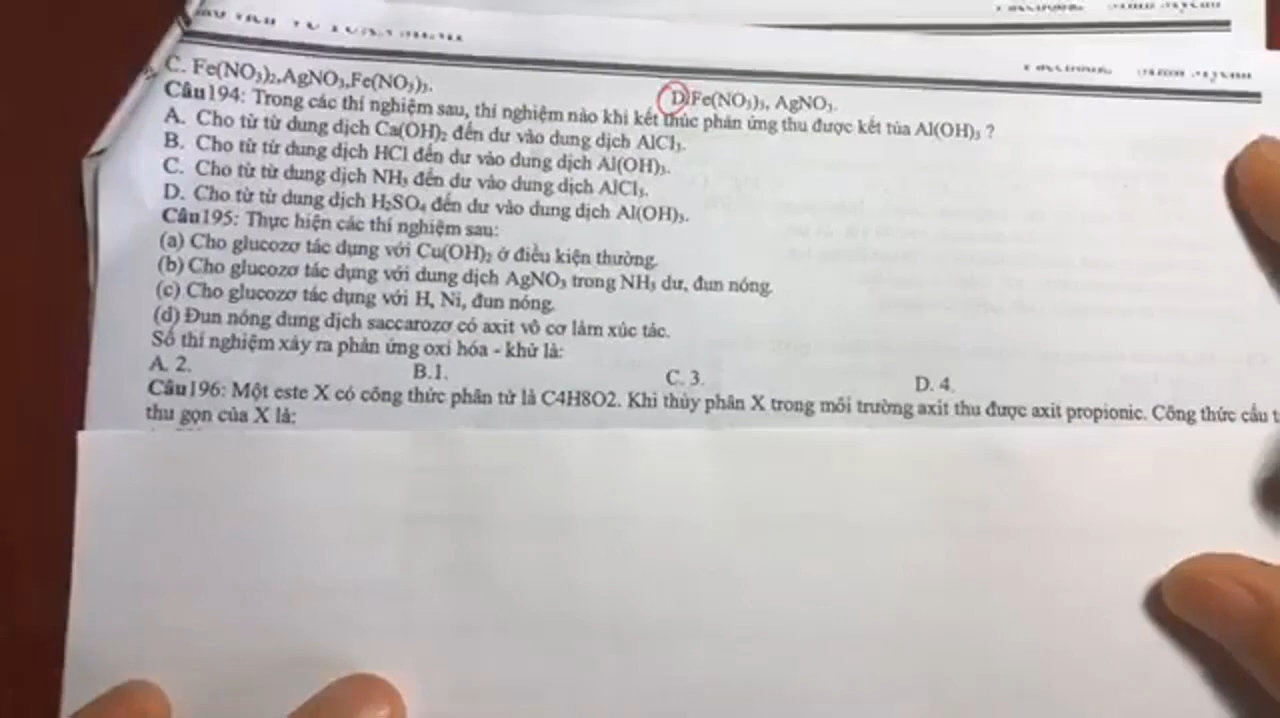 C. Fe(NO₃)₂,AgNO₃,Fe(NO₃)₃.
D.Fe(NO₃)₃, AgNO₃.
Câu194: Trong các thí nghiệm sau, thí nghiệm nào khi kết thúc phản ứng thu được kết tủa Al(OH)₃ ?
A. Cho từ từ dung dịch Ca(OH)₂ đến dư vào dung dịch AlCl₃.
B. Cho từ từ dung dịch HCl đến dư vào dung dịch Al(OH)₃.
C. Cho từ từ dung dịch NH₃ đến dư vào dung dịch AlCl₃.
D. Cho từ từ dung dịch H₂SO₄ đến dư vào dung dịch Al(OH)₃.
Câu195: Thực hiện các thí nghiệm sau:
(a) Cho glucozơ tác dụng với Cu(OH)₂ ở điều kiện thường.
(b) Cho glucozơ tác dụng với dung dịch AgNO₃ trong NH₃ dư, đun nóng.
(c) Cho glucozơ tác dụng với H, Ni, đun nóng.
(d) Đun nóng dung dịch saccarozơ có axit vô cơ làm xúc tác.
Số thí nghiệm xảy ra phản ứng oxi hóa - khử là:
A. 2. B.1. C. 3. D. 4.
Câu196: Một este X có công thức phân tử là C4H8O2. Khi thủy phân X trong môi trường axit thu được axit propionic. Công thức cấu t
thu gọn của X là: